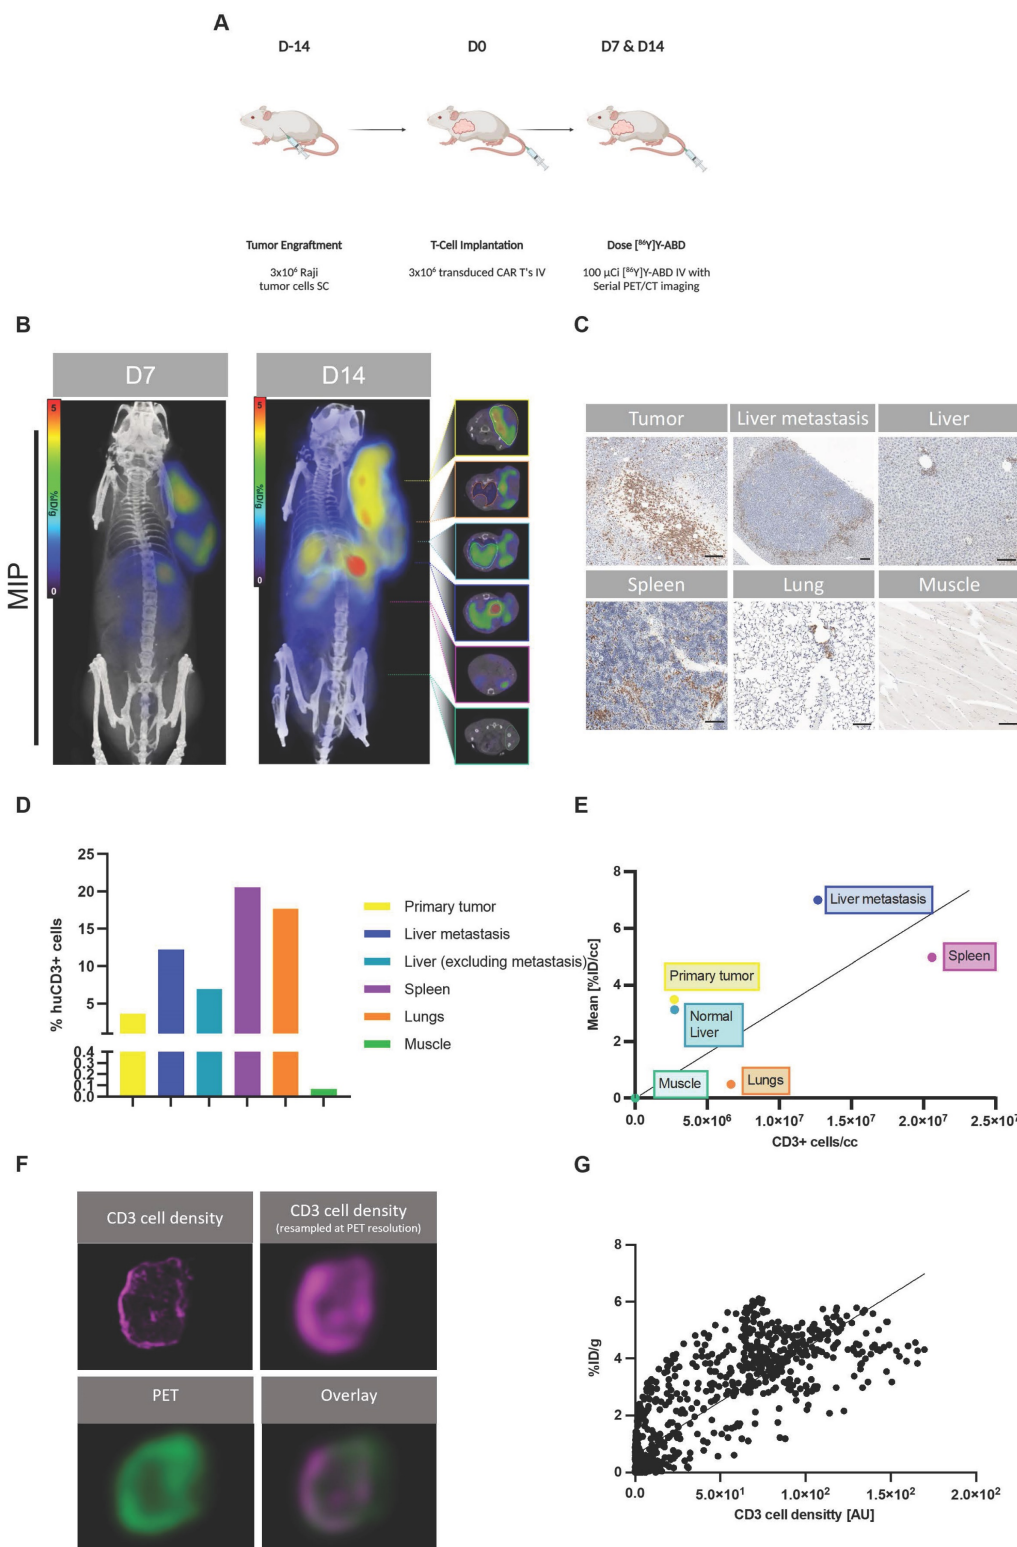 A
D-14
D0
D7 & D14
Tumor Engraftment
3x10⁶ Raji
tumor cells SC
T-Cell Implantation
3x10⁶ transduced CAR T's IV
Dose [⁸⁶Y]Y-ABD
100 µCi [⁸⁶Y]Y-ABD IV with
Serial PET/CT imaging
B
MIP
D7
5
%ID/g
0
D14
5
%ID/g
0
C
Tumor
Liver metastasis
Liver
Spleen
Lung
Muscle
D
% huCD3+ cells
25
20
15
10
5
0.4
0.3
0.2
0.1
0.0
Primary tumor
Liver metastasis
Liver (excluding metastasis)
Spleen
Lungs
Muscle
E
Mean [%ID/cc]
8
6
4
2
0
Liver metastasis
Spleen
Primary tumor
Normal
Liver
Muscle
Lungs
0.0
5.0×10⁶
1.0×10⁷
1.5×10⁷
2.0×10⁷
2.5×10⁷
CD3+ cells/cc
F
CD3 cell density
CD3 cell density
(resampled at PET resolution)
PET
Overlay
G
%ID/g
8
6
4
2
0
0.0
5.0×10¹
1.0×10²
1.5×10²
2.0×10²
CD3 cell densitty [AU]